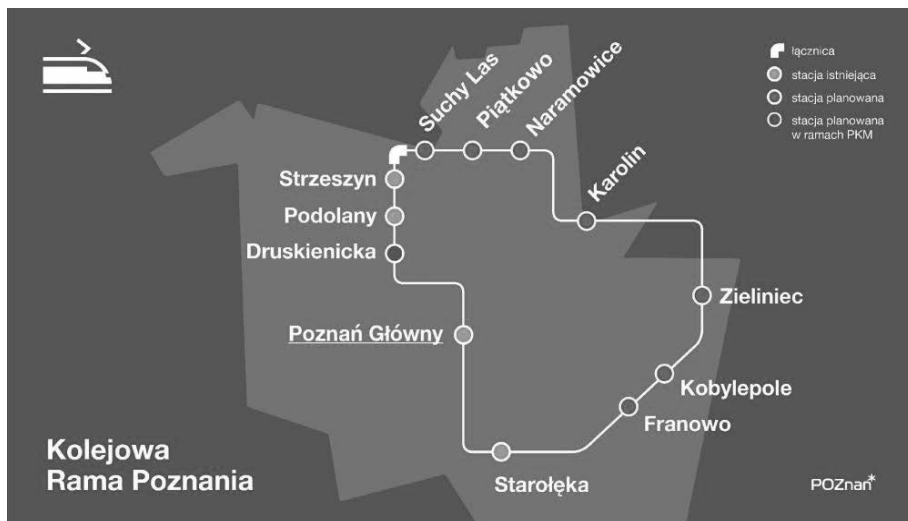 łącznica
stacja istniejąca
stacja planowana
stacja planowana
w ramach PKM
Suchy Las
Piątkowo
Naramowice
Karolin
Strzeszyn
Podolany
Druskienicka
Zieliniec
Poznań Główny
Kobylepole
Franowo
Starołęka
Kolejowa
Rama Poznania
POZnan*